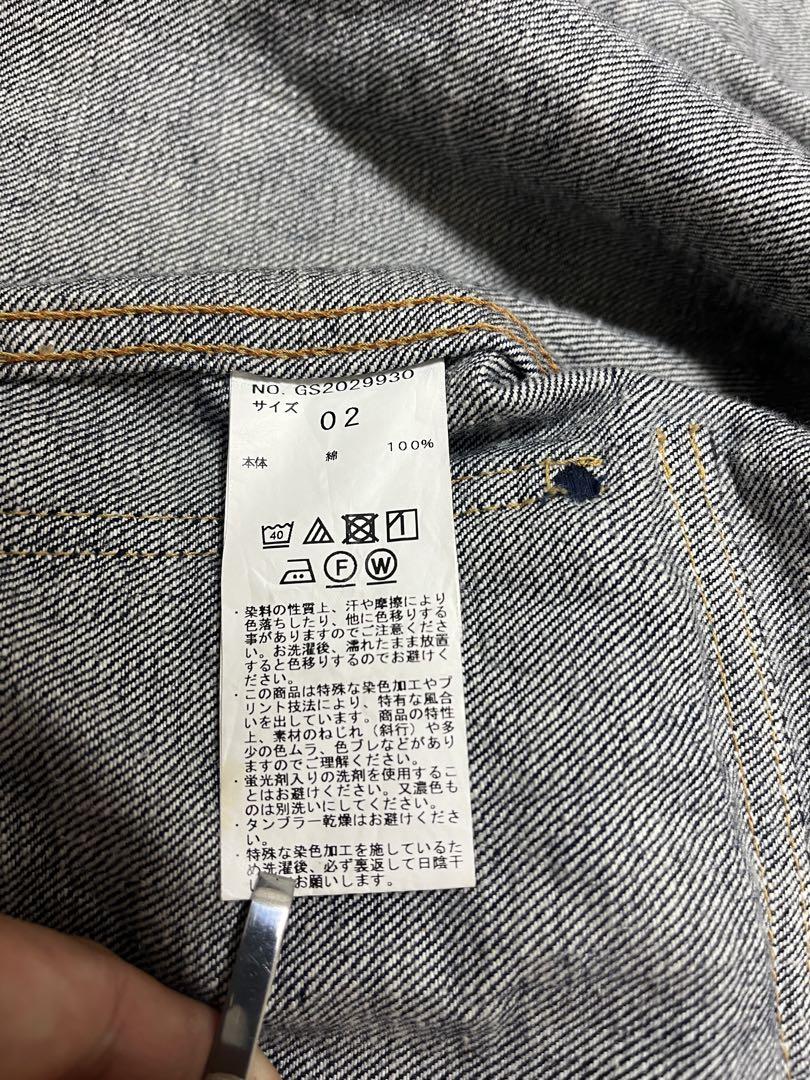 NO. GS2029930
サイズ 02
本体 綿 100%
40
F W
・染料の性質上、汗や摩擦により
色落ちしたり、他に色移りする
事がありますのでご注意くださ
い。お洗濯後、濡れたまま放置
すると色移りするのでお避けく
ださい。
・この商品は特殊な染色加工やプ
リント技法により、特有な風合
いを出しています。商品の特性
上、素材のねじれ（斜行）や多
少の色ムラ、色ブレなどがあり
ますのでご理解ください。
・蛍光剤入りの洗剤を使用するこ
とはお避けください。又濃色も
のは別洗いにしてください。
・タンブラー乾燥はお避けくださ
い。
・特殊な染色加工を施しているた
め洗濯後、必ず裏返して日陰干
お願いします。